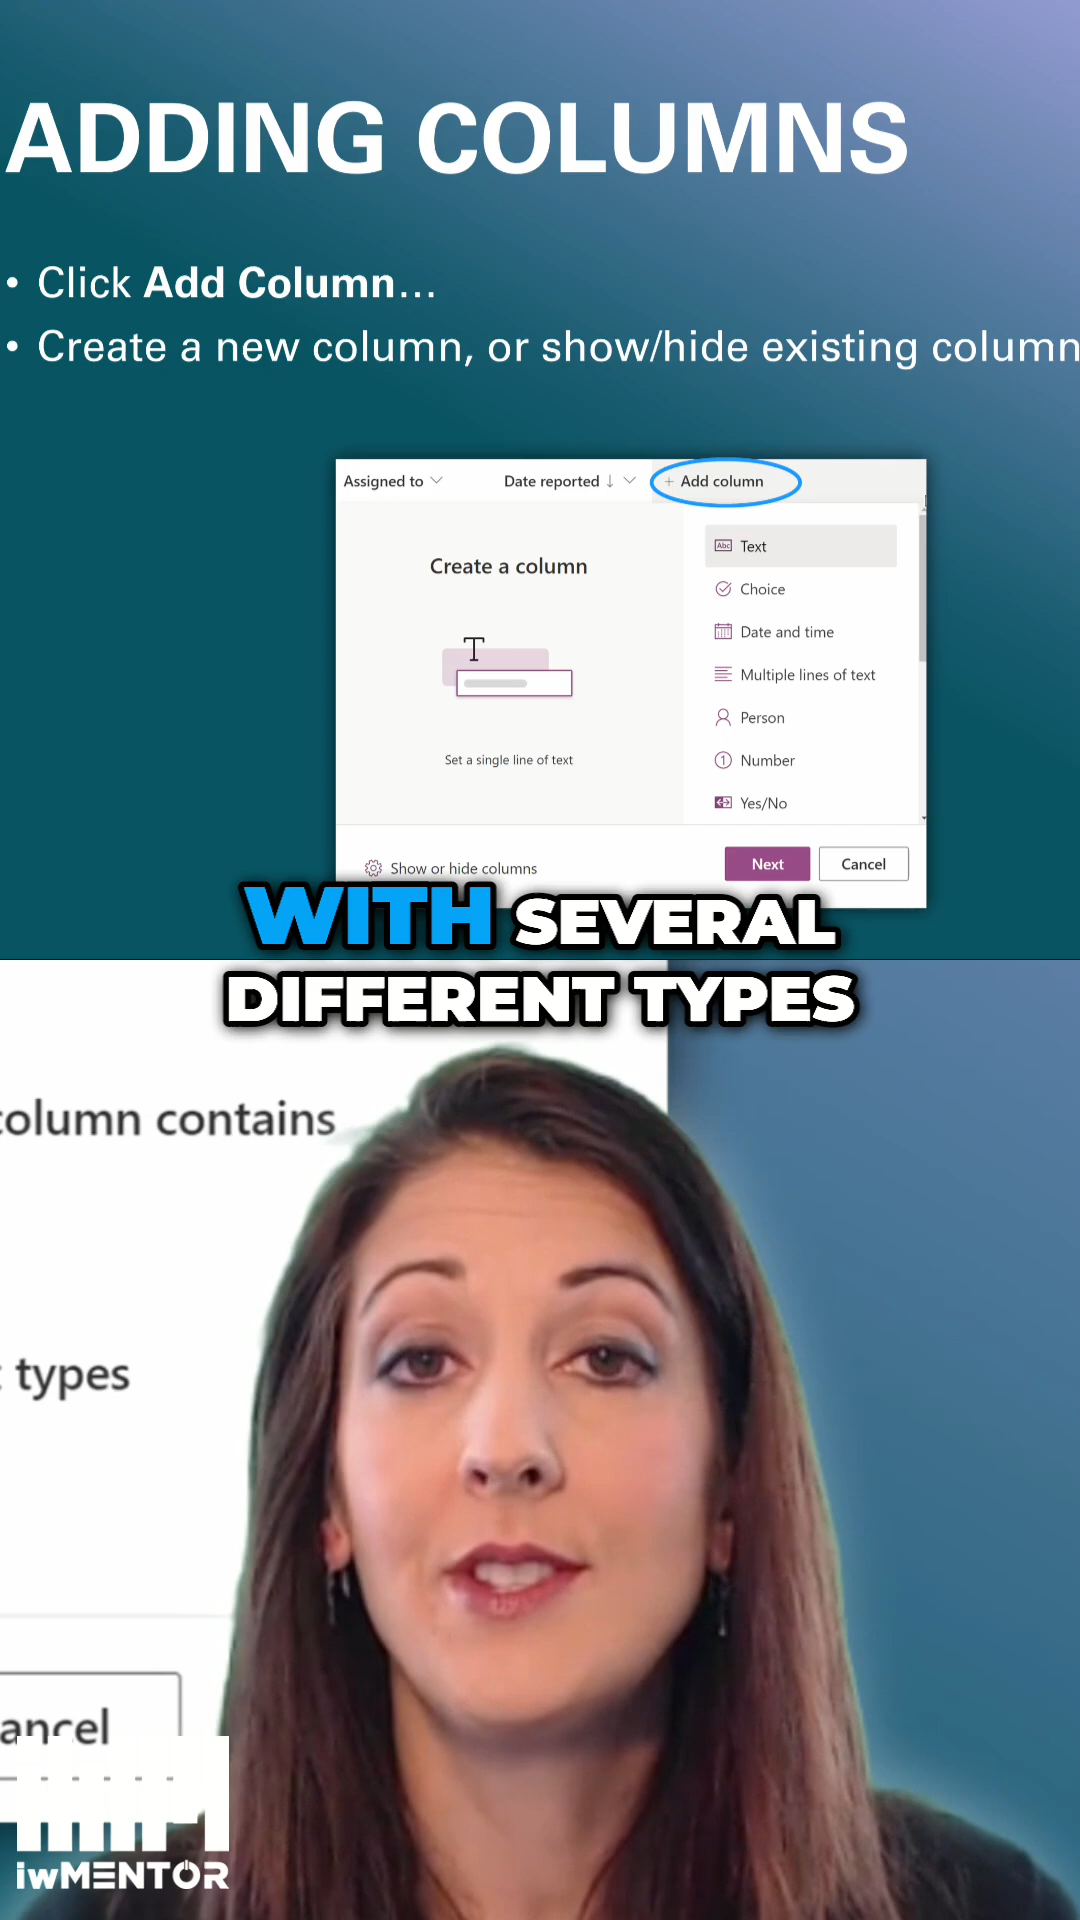 ADDING COLUMNS
• Click Add Column...
• Create a new column, or show/hide existing column
Assigned to
Date reported ↓
+ Add column
Create a column
T
Set a single line of text
Abc Text
Choice
Date and time
Multiple lines of text
Person
1 Number
Yes/No
Show or hide columns
Next
Cancel
WITH SEVERAL
DIFFERENT TYPES
column contains
types
ancel
iwMENTOR